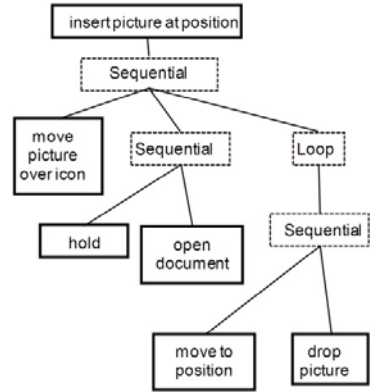 insert picture at position
Sequential
move
picture
over icon
Sequential
Loop
hold
open
document
Sequential
move to
position
drop
picture